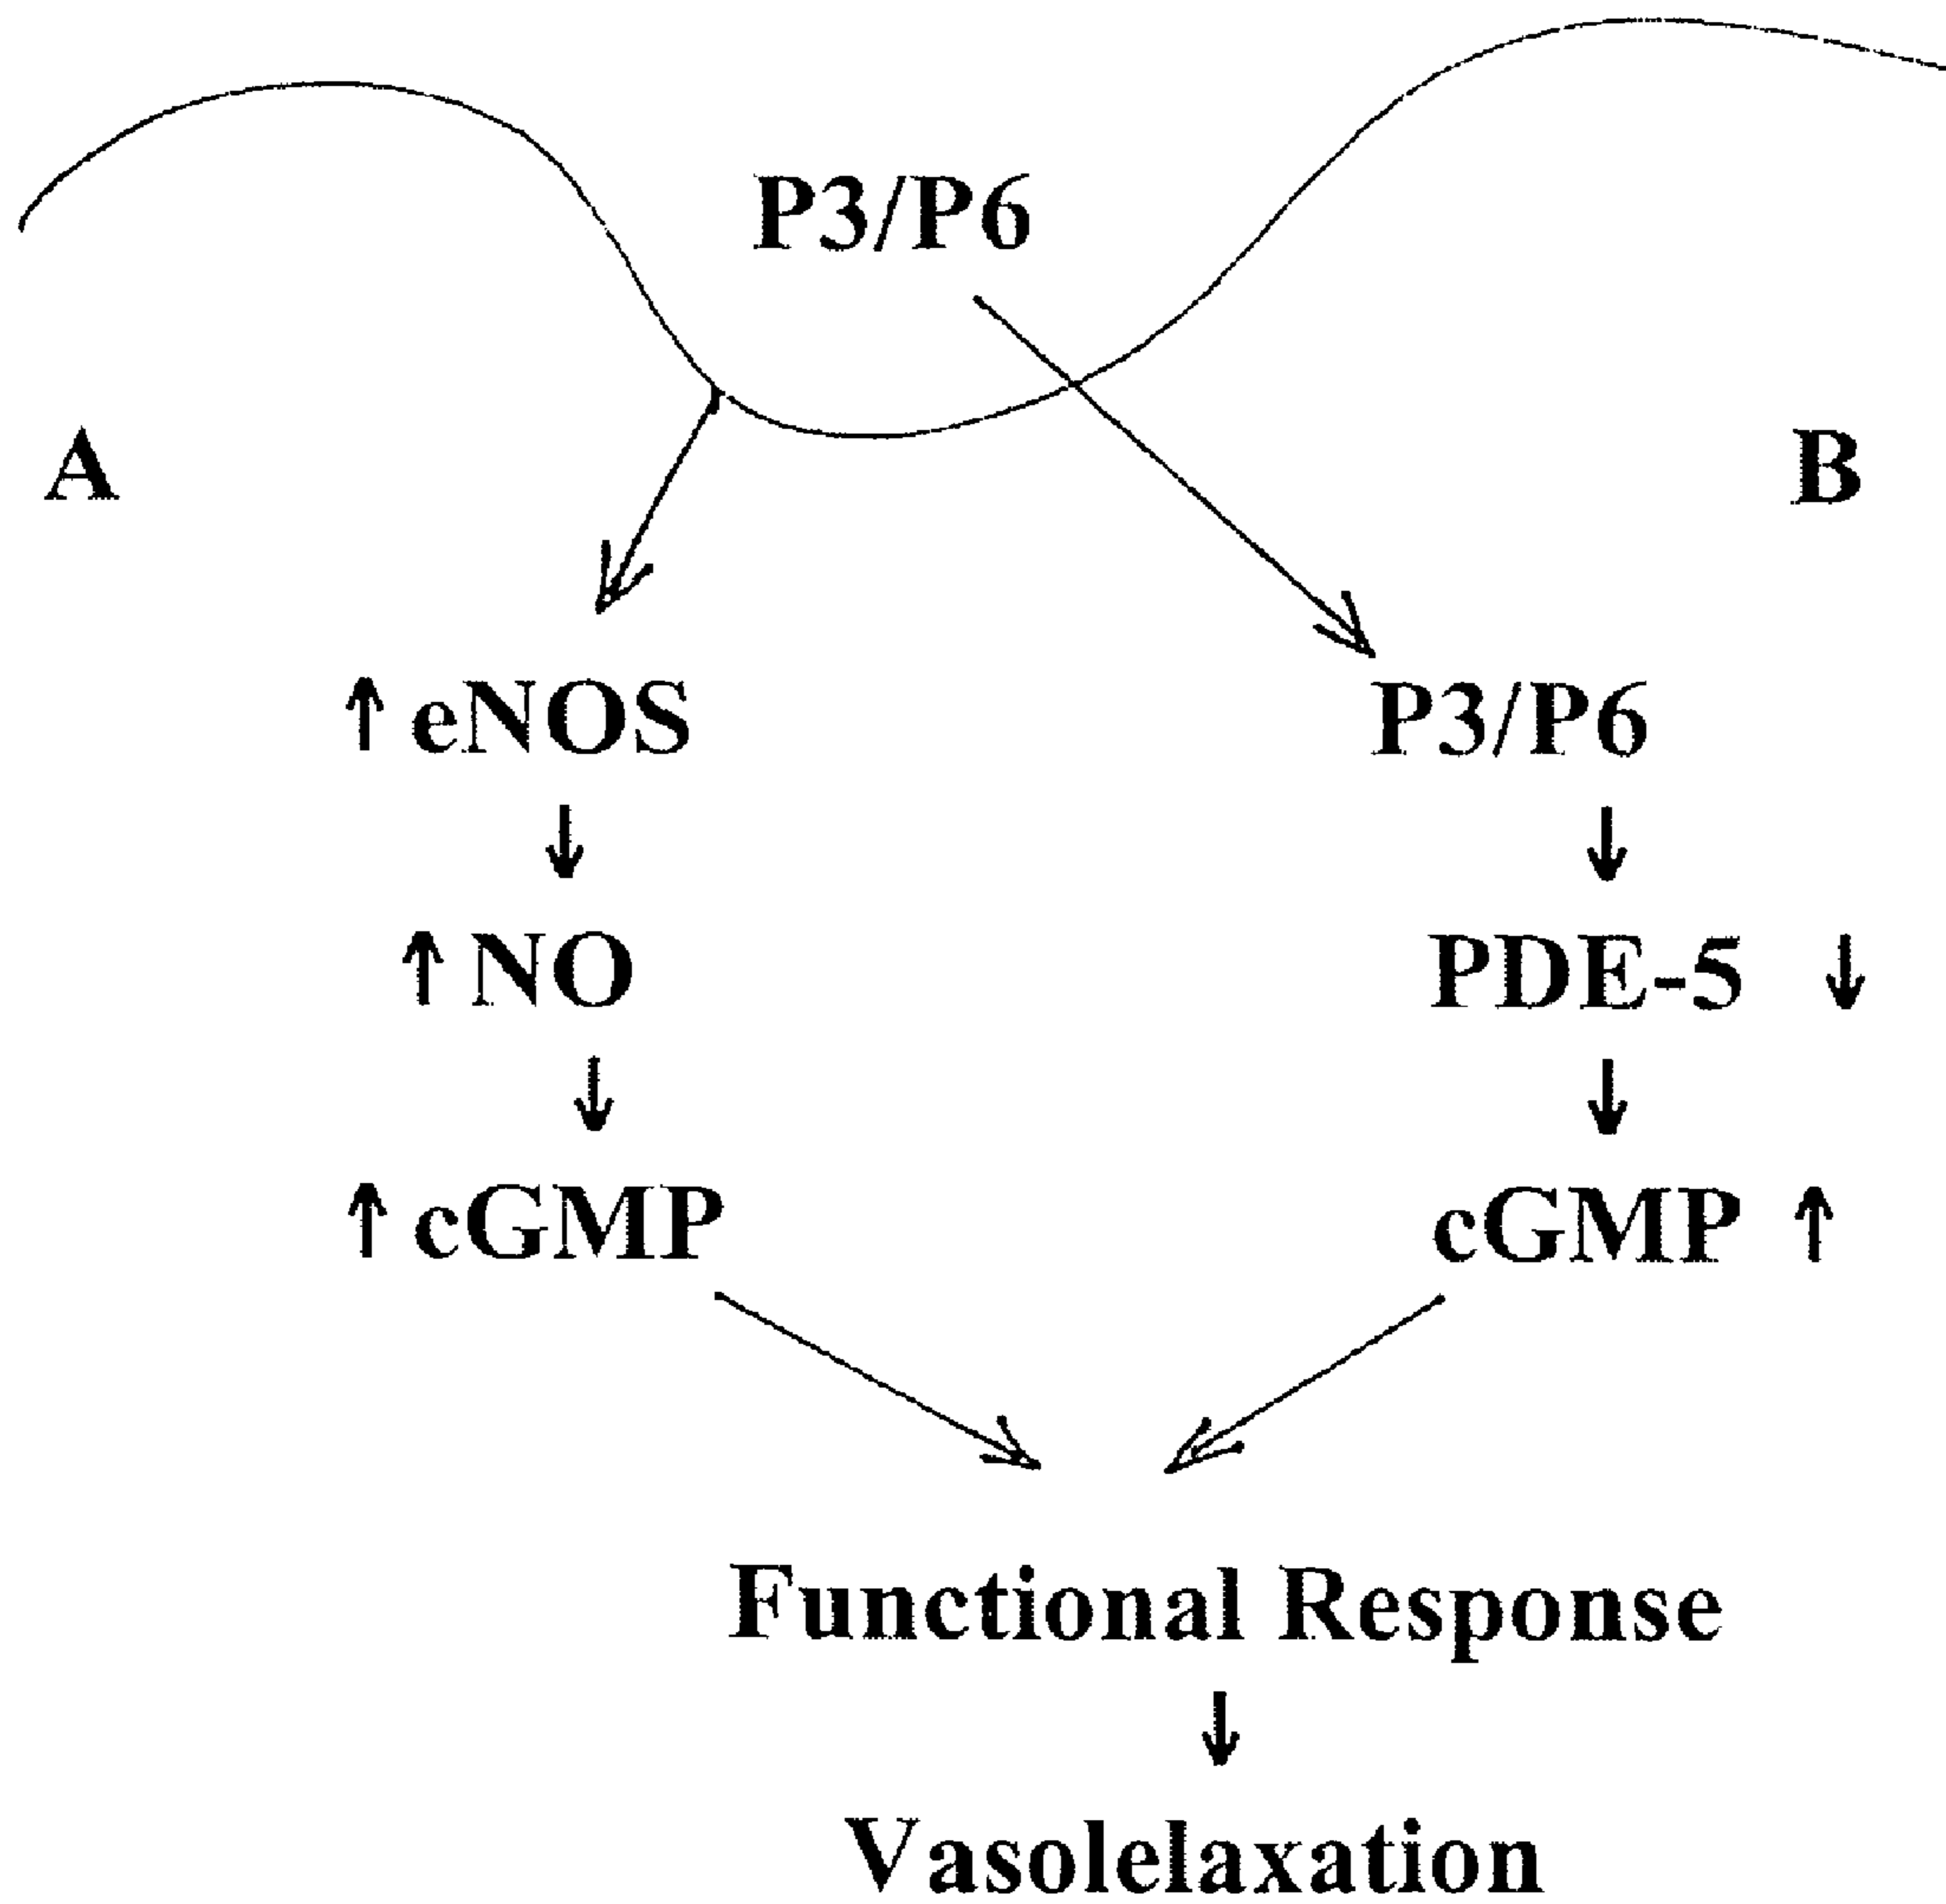 P3/P6
A B
↑ eNOS P3/P6
↓ ↓
↑ NO PDE-5 ↓
↓ ↓
↑ cGMP cGMP ↑
Functional Response
↓
Vasolelaxation